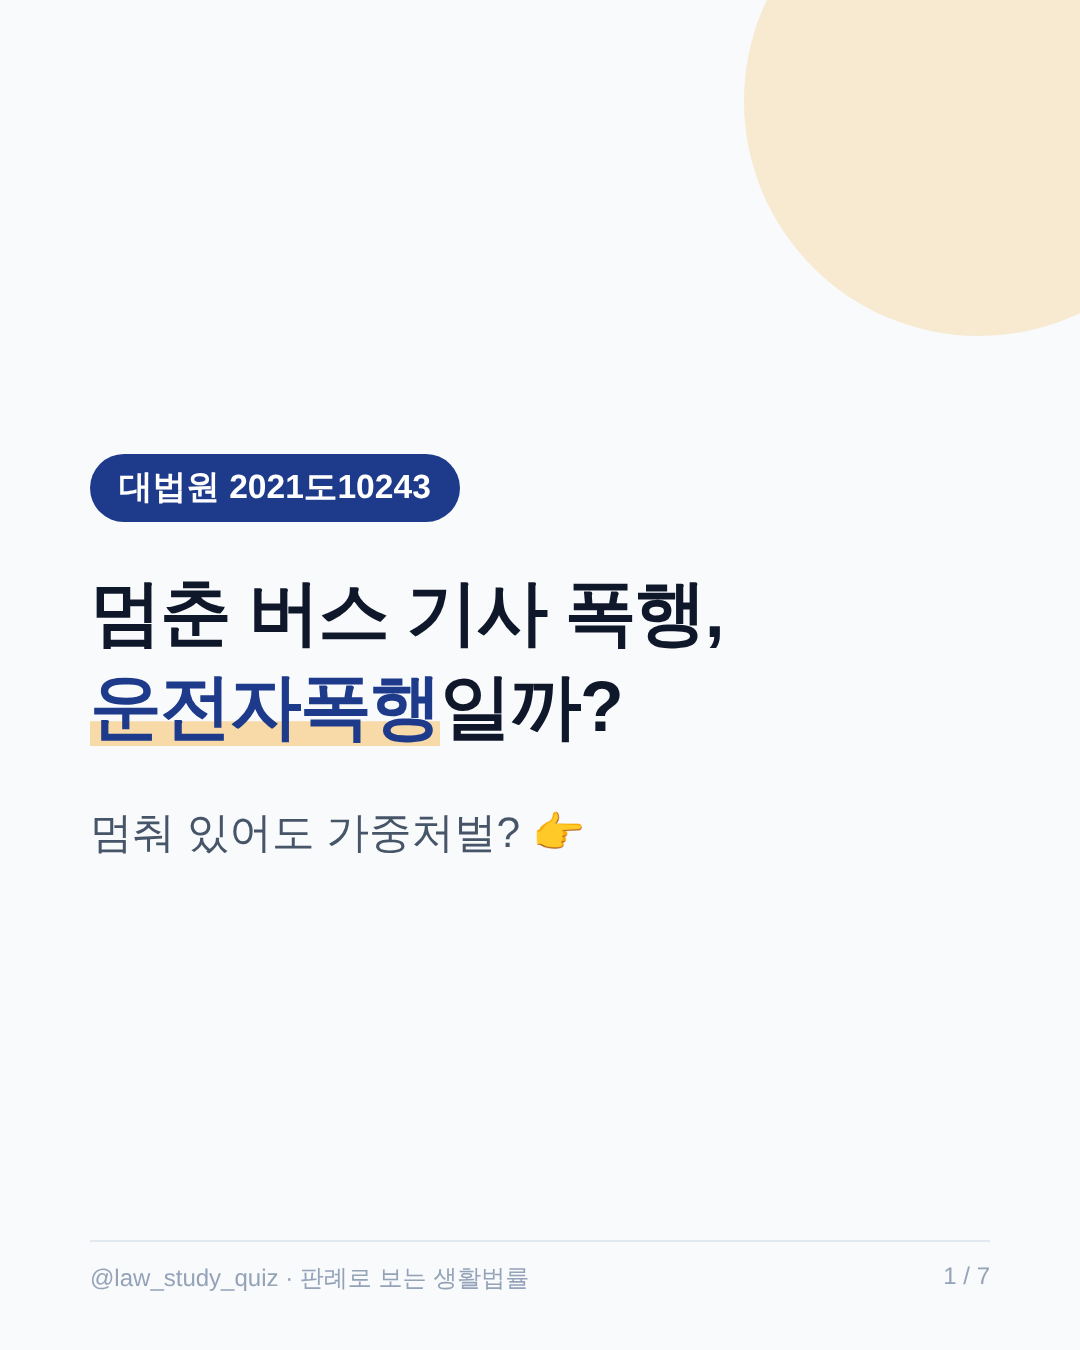 대법원 2021도10243
멈춘 버스 기사 폭행,
운전자폭행일까?
멈춰 있어도 가중처벌? 👉
@law_study_quiz · 판례로 보는 생활법률
1 / 7